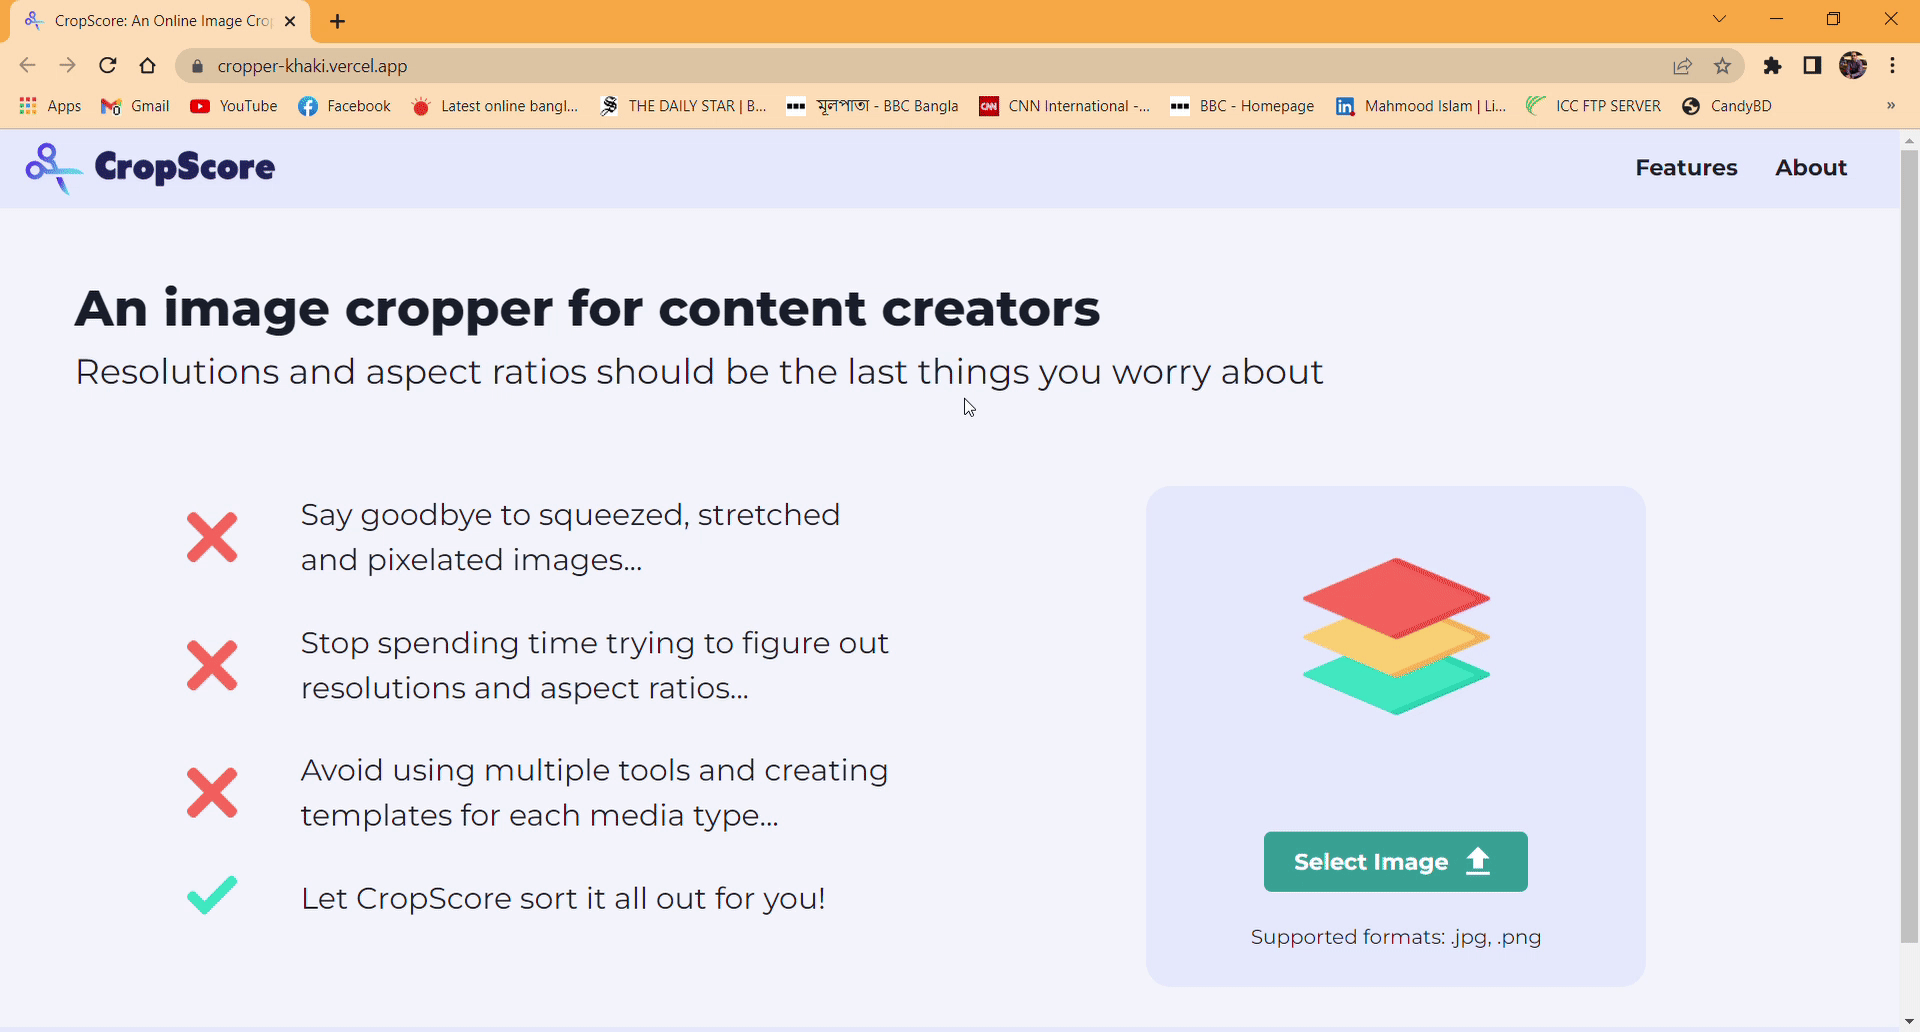 CropScore: An Online Image Cro
cropper-khaki.vercel.app
Apps Gmail YouTube Facebook Latest online bangl... THE DAILY STAR | B... মূলপাতা - BBC Bangla CNN International -... BBC - Homepage Mahmood Islam | Li... ICC FTP SERVER CandyBD »
CropScore Features About
An image cropper for content creators
Resolutions and aspect ratios should be the last things you worry about
Say goodbye to squeezed, stretched
and pixelated images...
Stop spending time trying to figure out
resolutions and aspect ratios...
Avoid using multiple tools and creating
templates for each media type...
Let CropScore sort it all out for you!
Select Image
Supported formats: .jpg, .png